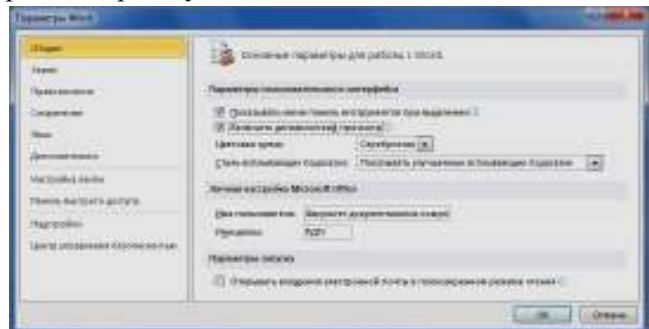 Параметры Word
Общие
Экран
Правописание
Сохранение
Язык
Дополнительно
Настройка ленты
Панель быстрого доступа
Надстройки
Центр управления безопасностью
Основные параметры для работы с Word.
Параметры пользовательского интерфейса
Показывать мини-панель инструментов при выделении
Включить динамический просмотр
Цветовая схема: Серебристая
Стиль всплывающих подсказок: Показывать улучшенные всплывающие подсказки
Личная настройка Microsoft Office
Имя пользователя:
Инициалы:
Параметры запуска
Открывать вложения электронной почты в полноэкранном режиме чтения
ОК
Отмена